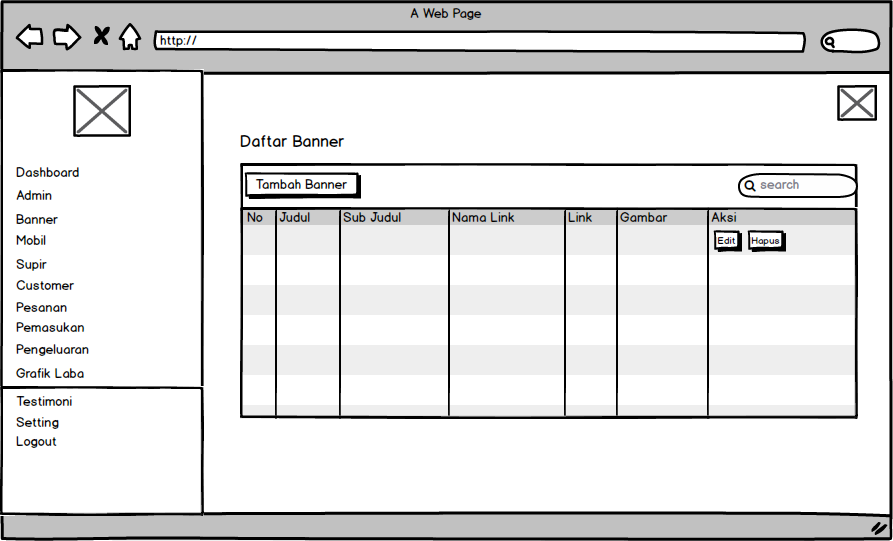 A Web Page
http://
Dashboard
Admin
Banner
Mobil
Supir
Customer
Pesanan
Pemasukan
Pengeluaran
Grafik Laba
Testimoni
Setting
Logout
Daftar Banner
Tambah Banner
search
No Judul Sub Judul Nama Link Link Gambar Aksi
Edit Hapus